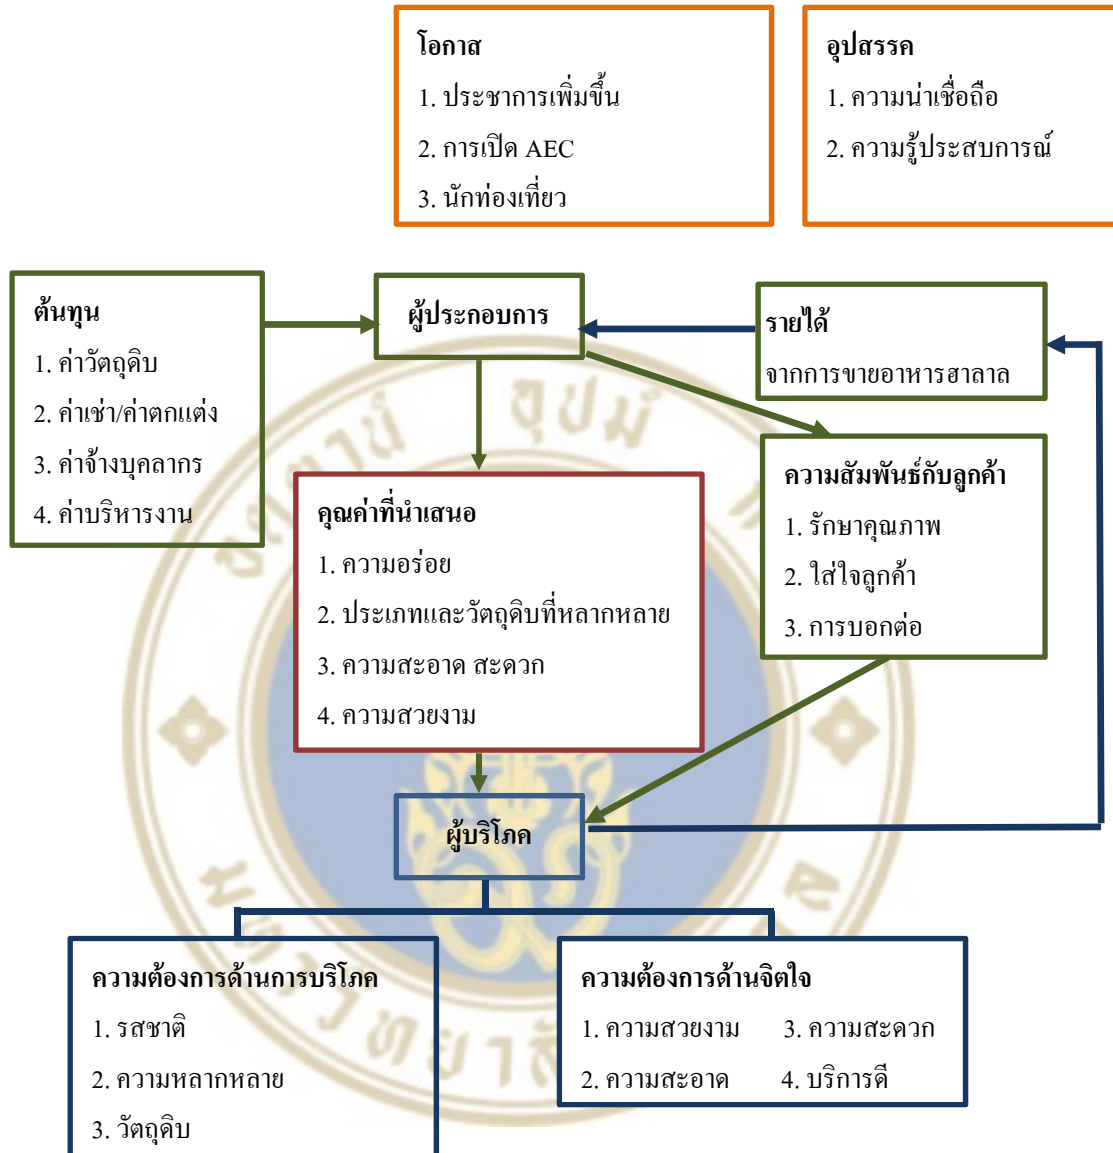 โอกาส
1. ประชาการเพิ่มขึ้น
2. การเปิด AEC
3. นักท่องเที่ยว
อุปสรรค
1. ความน่าเชื่อถือ
2. ความรู้ประสบการณ์
ต้นทุน
1. ค่าวัตถุดิบ
2. ค่าเช่า/ค่าตกแต่ง
3. ค่าจ้างบุคลากร
4. ค่าบริหารงาน
ผู้ประกอบการ
รายได้
จากการขายอาหารฮาลาล
คุณค่าที่นำเสนอ
1. ความอร่อย
2. ประเภทและวัตถุดิบที่หลากหลาย
3. ความสะอาด สะดวก
4. ความสวยงาม
ความสัมพันธ์กับลูกค้า
1. รักษาคุณภาพ
2. ใส่ใจลูกค้า
3. การบอกต่อ
ผู้บริโภค
ความต้องการด้านการบริโภค
1. รสชาติ
2. ความหลากหลาย
3. วัตถุดิบ
ความต้องการด้านจิตใจ
1. ความสวยงาม 3. ความสะดวก
2. ความสะอาด 4. บริการดี